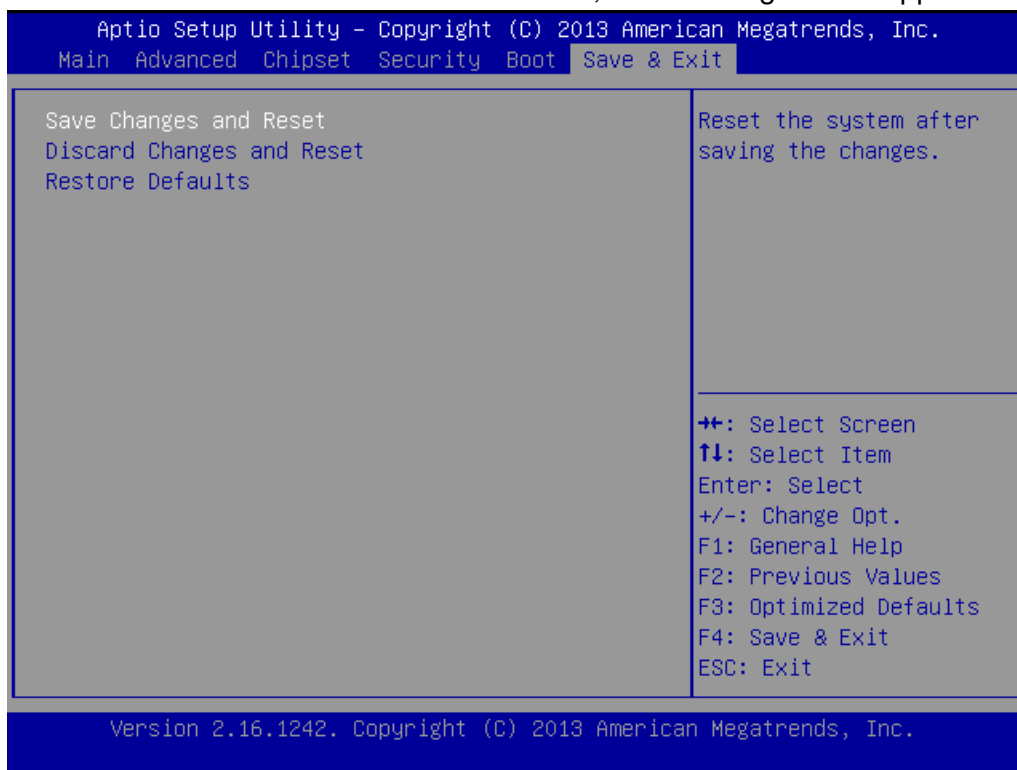 Aptio Setup Utility – Copyright (C) 2013 American Megatrends, Inc.
Main Advanced Chipset Security Boot Save & Exit
Save Changes and Reset
Discard Changes and Reset
Restore Defaults
Reset the system after
saving the changes.
→←: Select Screen
↑↓: Select Item
Enter: Select
+/-: Change Opt.
F1: General Help
F2: Previous Values
F3: Optimized Defaults
F4: Save & Exit
ESC: Exit
Version 2.16.1242. Copyright (C) 2013 American Megatrends, Inc.